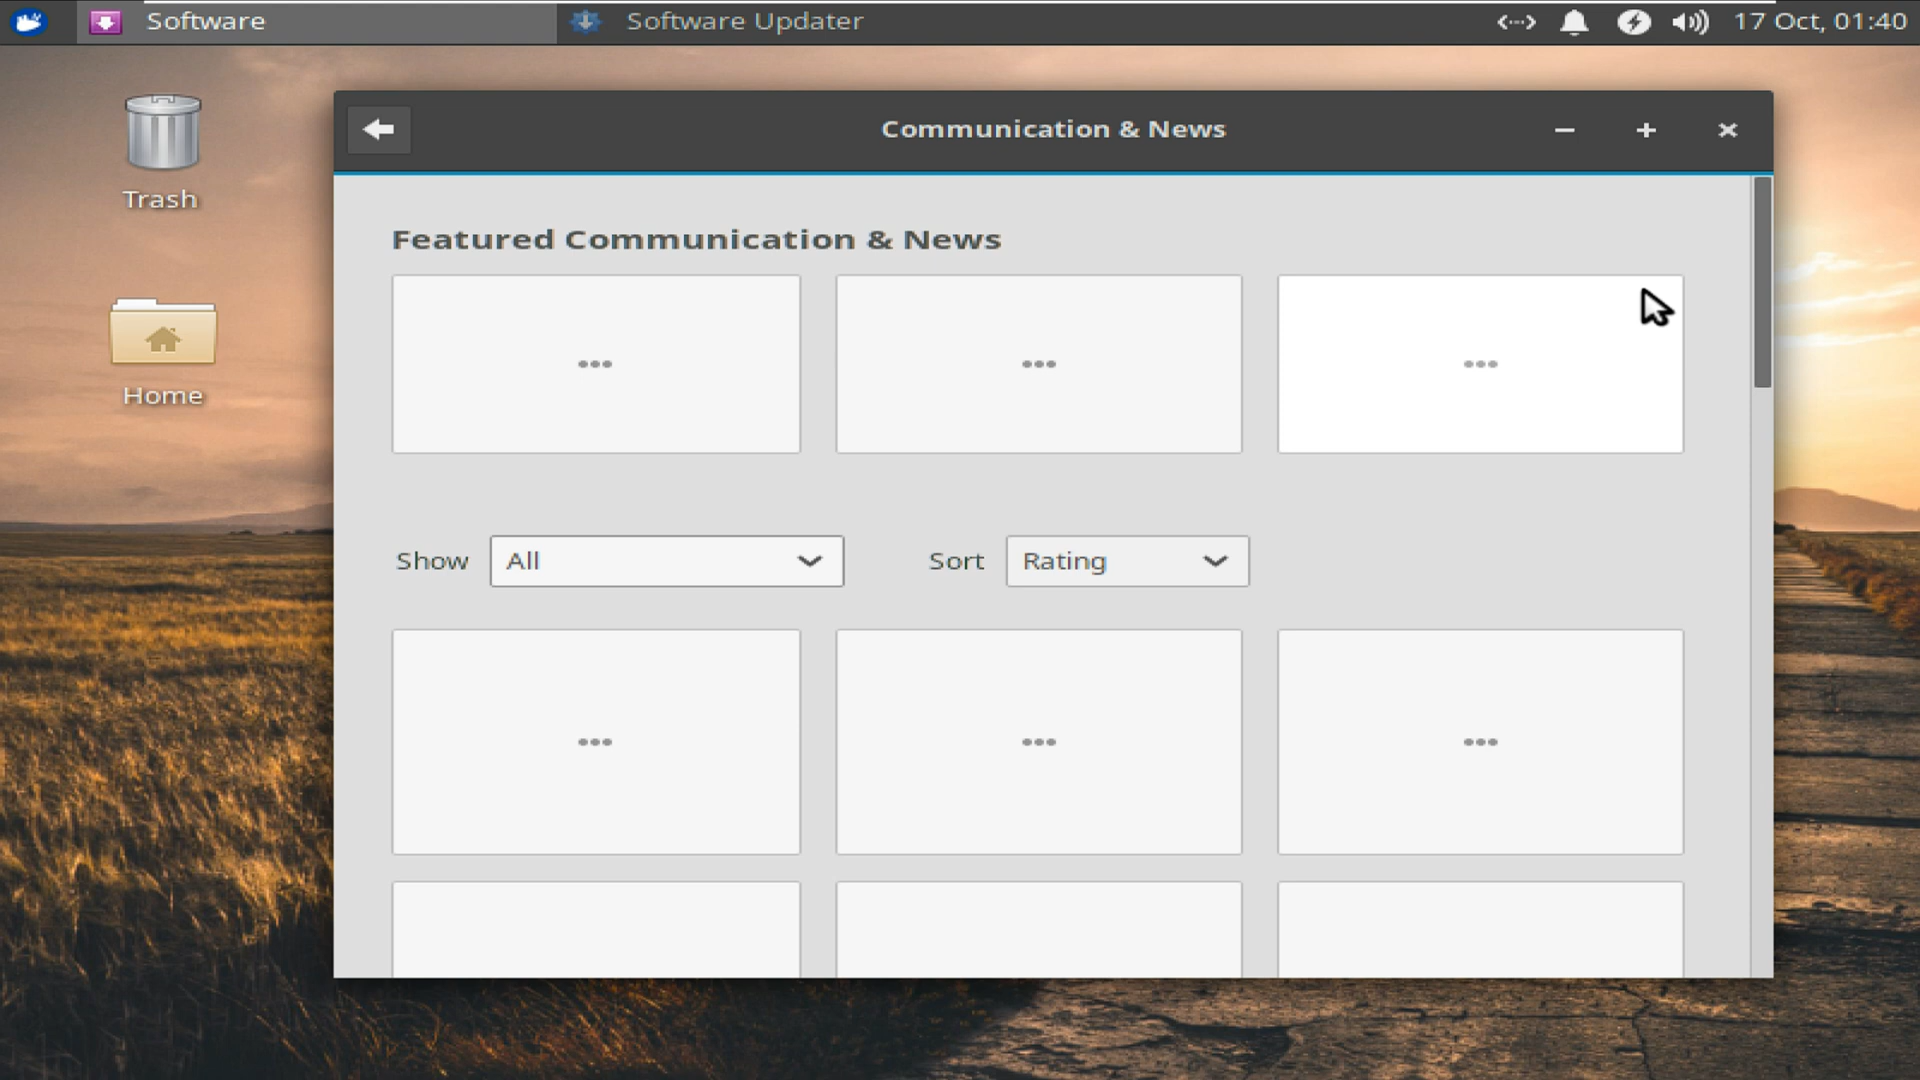 Software
Software Updater
17 Oct, 01:40
Trash
Home
Communication & News
Featured Communication & News
Show
All
Sort
Rating